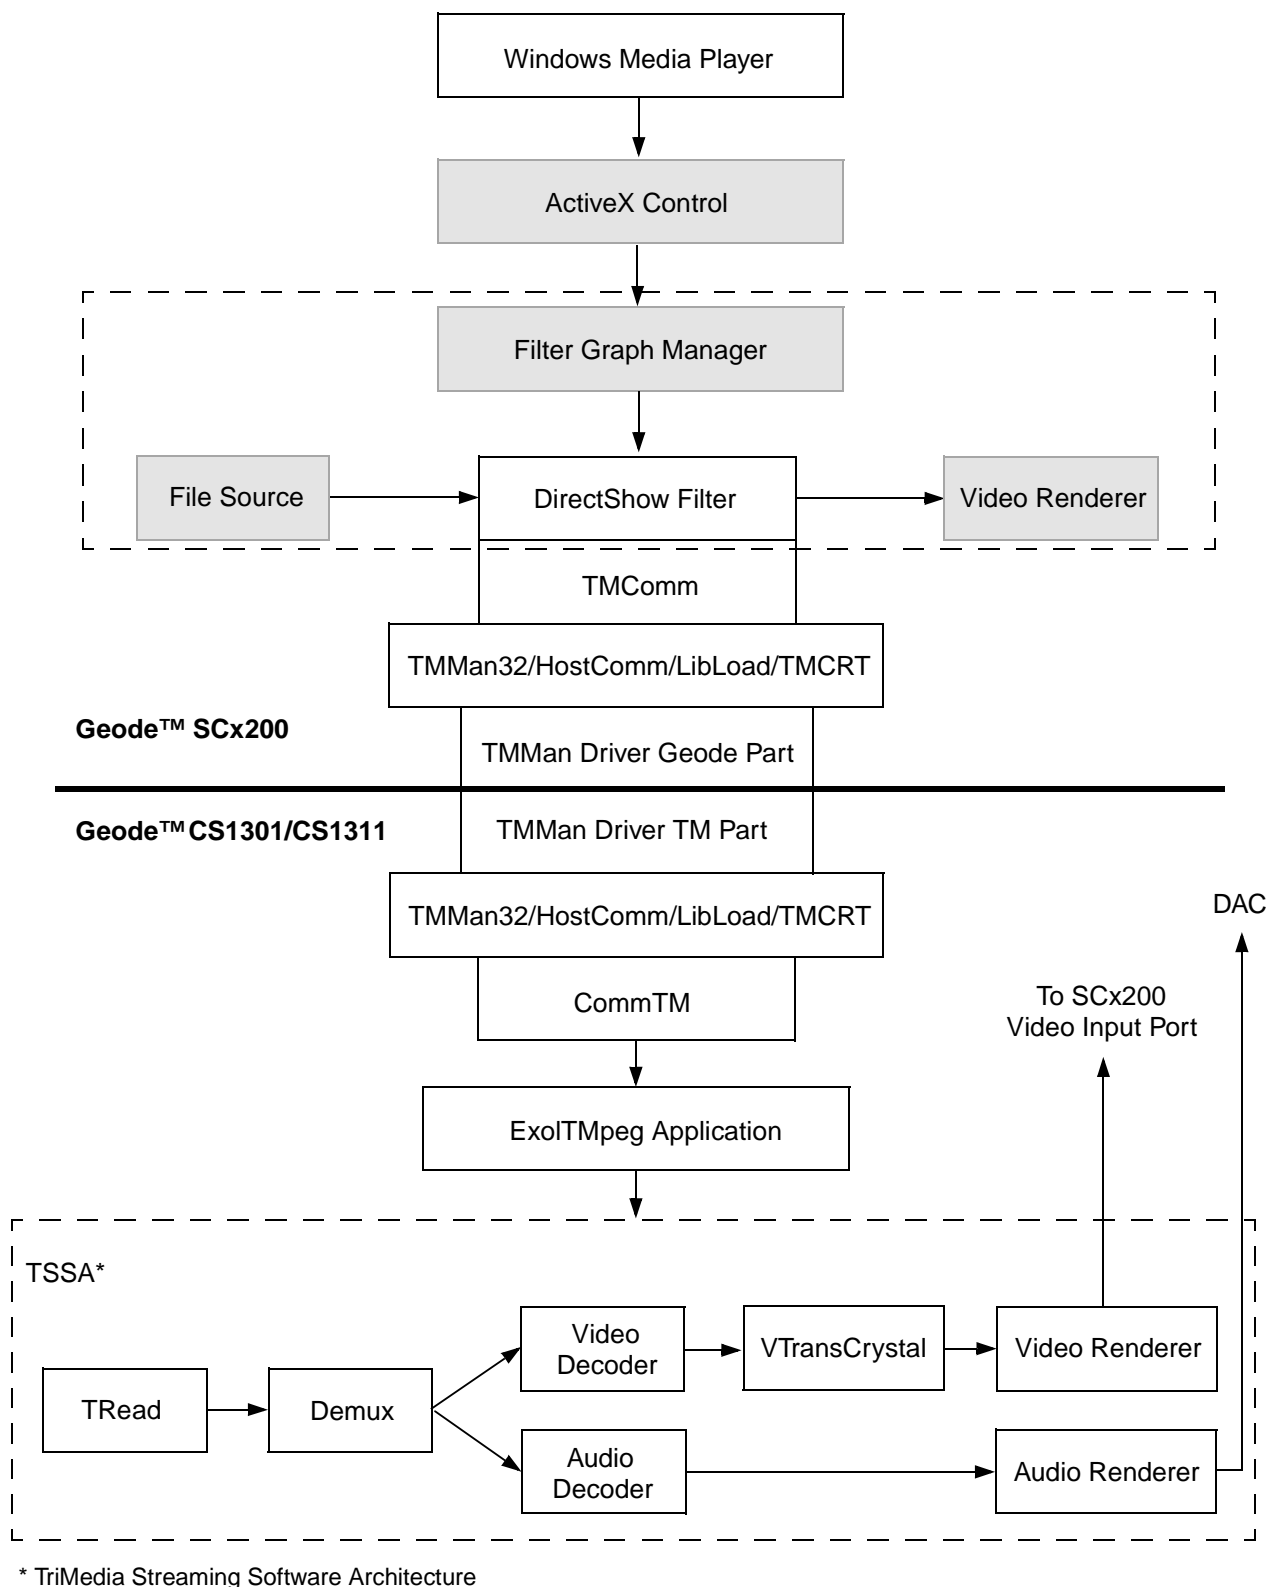 Windows Media Player
ActiveX Control
Filter Graph Manager
File Source
DirectShow Filter
Video Renderer
TMComm
TMMan32/HostComm/LibLoad/TMCRT
Geode™ SCx200
TMMan Driver Geode Part
Geode™CS1301/CS1311
TMMan Driver TM Part
TMMan32/HostComm/LibLoad/TMCRT
DAC
CommTM
To SCx200
Video Input Port
ExolTMpeg Application
TSSA*
Video
Decoder
VTransCrystal
Video Renderer
TRead
Demux
Audio
Decoder
Audio Renderer
* TriMedia Streaming Software Architecture